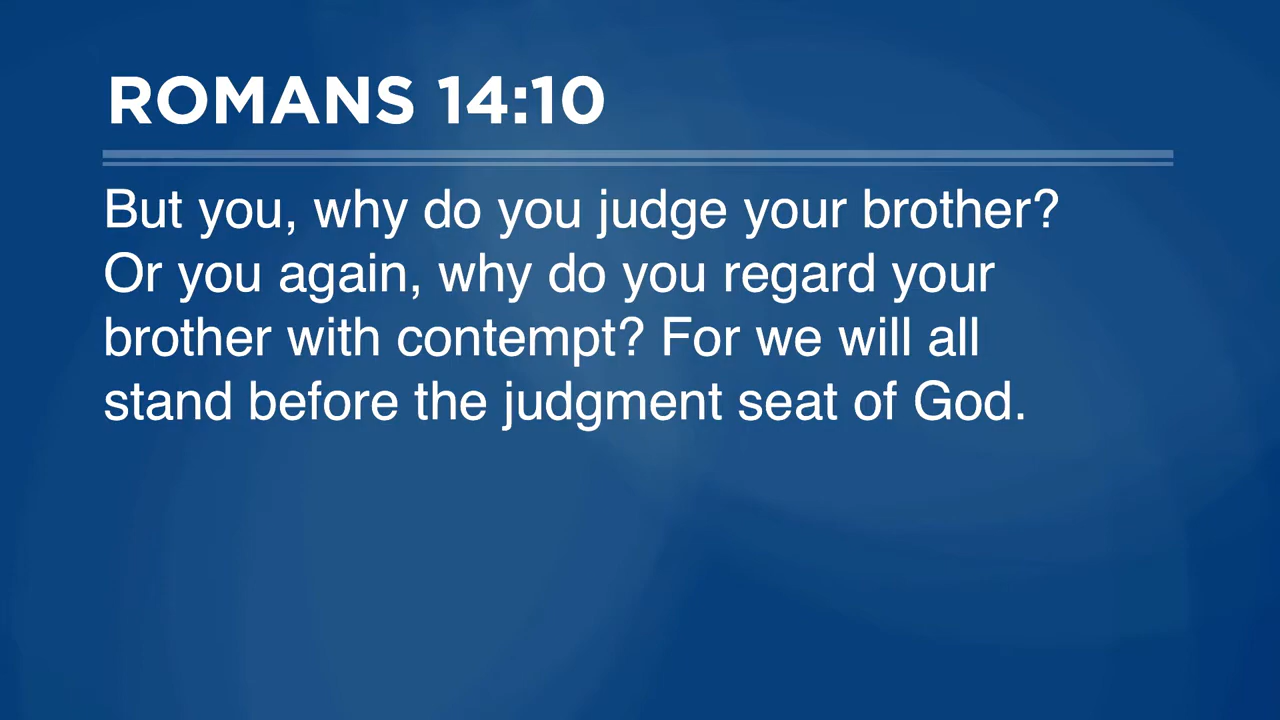 ROMANS 14:10
But you, why do you judge your brother?
Or you again, why do you regard your
brother with contempt? For we will all
stand before the judgment seat of God.